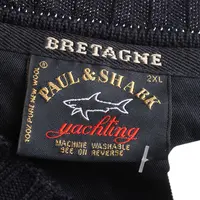 BRETAGNE
PAUL & SHARK
2XL
100% PURE NEW WOOL
yachting
MACHINE WASHABLE
SEE ON REVERSE